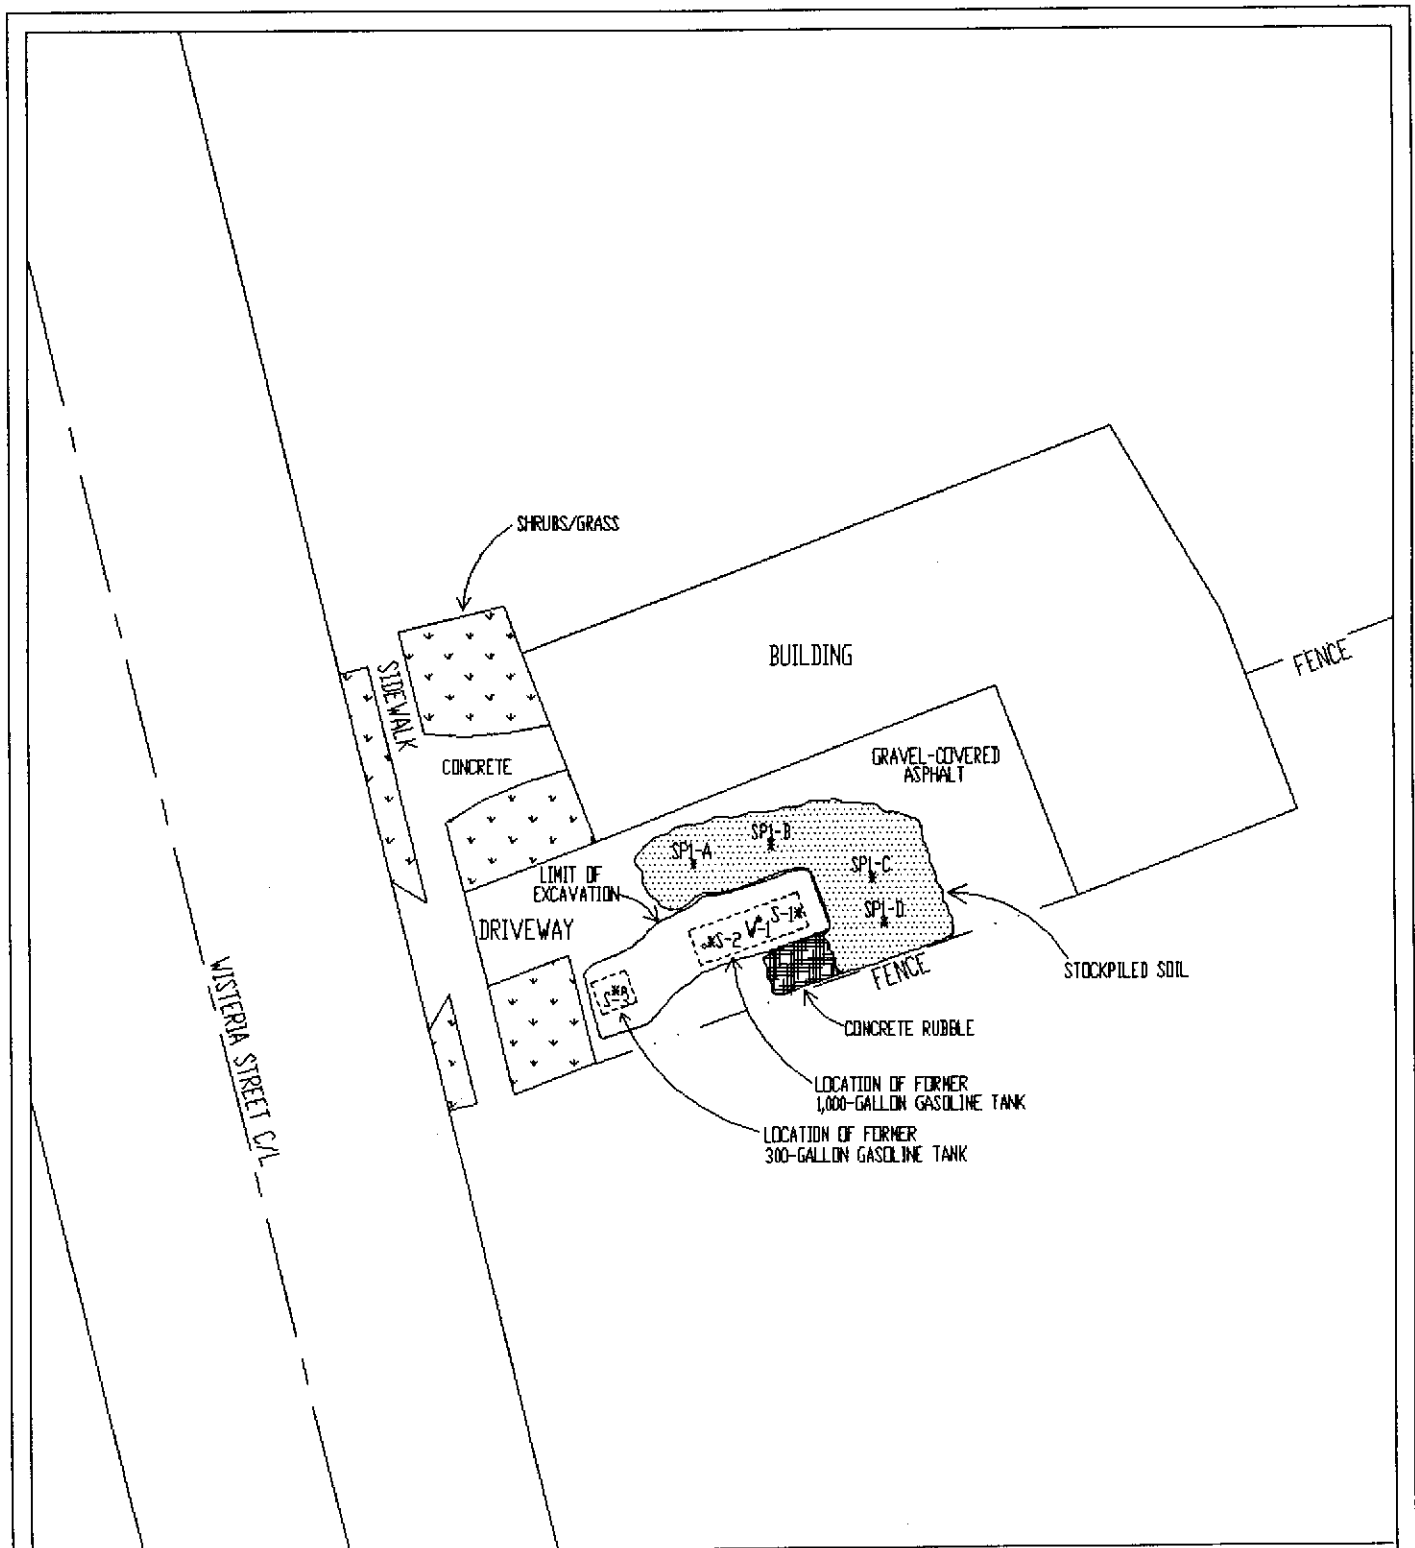 SHRUBS/GRASS
BUILDING
FENCE
SIDEWALK
CONCRETE
GRAVEL-COVERED
ASPHALT
SP1-B
SP1-A
SP1-C
LIMIT OF
EXCAVATION
SP1-D
S-1
W-1
S-2
DRIVEWAY
FENCE
STOCKPILED SOIL
S-3
CONCRETE RUBBLE
WISTERIA STREET C/L
LOCATION OF FORMER
1,000-GALLON GASOLINE TANK
LOCATION OF FORMER
300-GALLON GASOLINE TANK